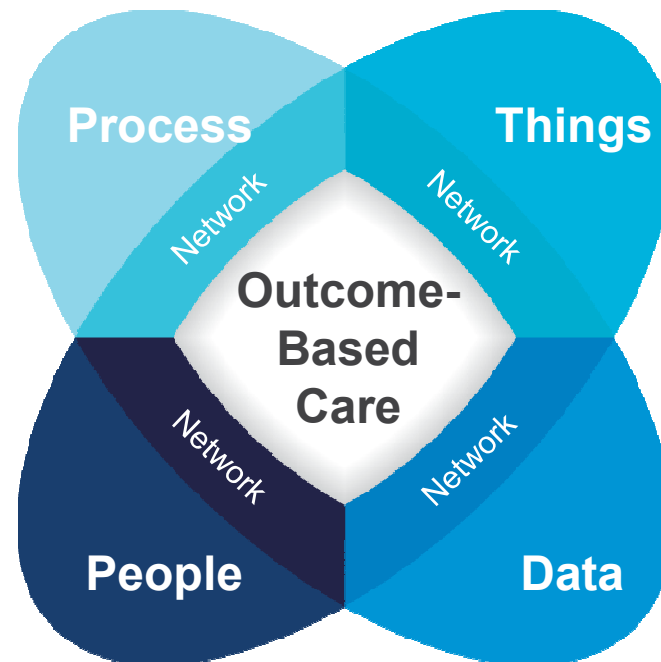 Process
Things
Network
Network
Outcome-
Based
Care
Network
Network
People
Data